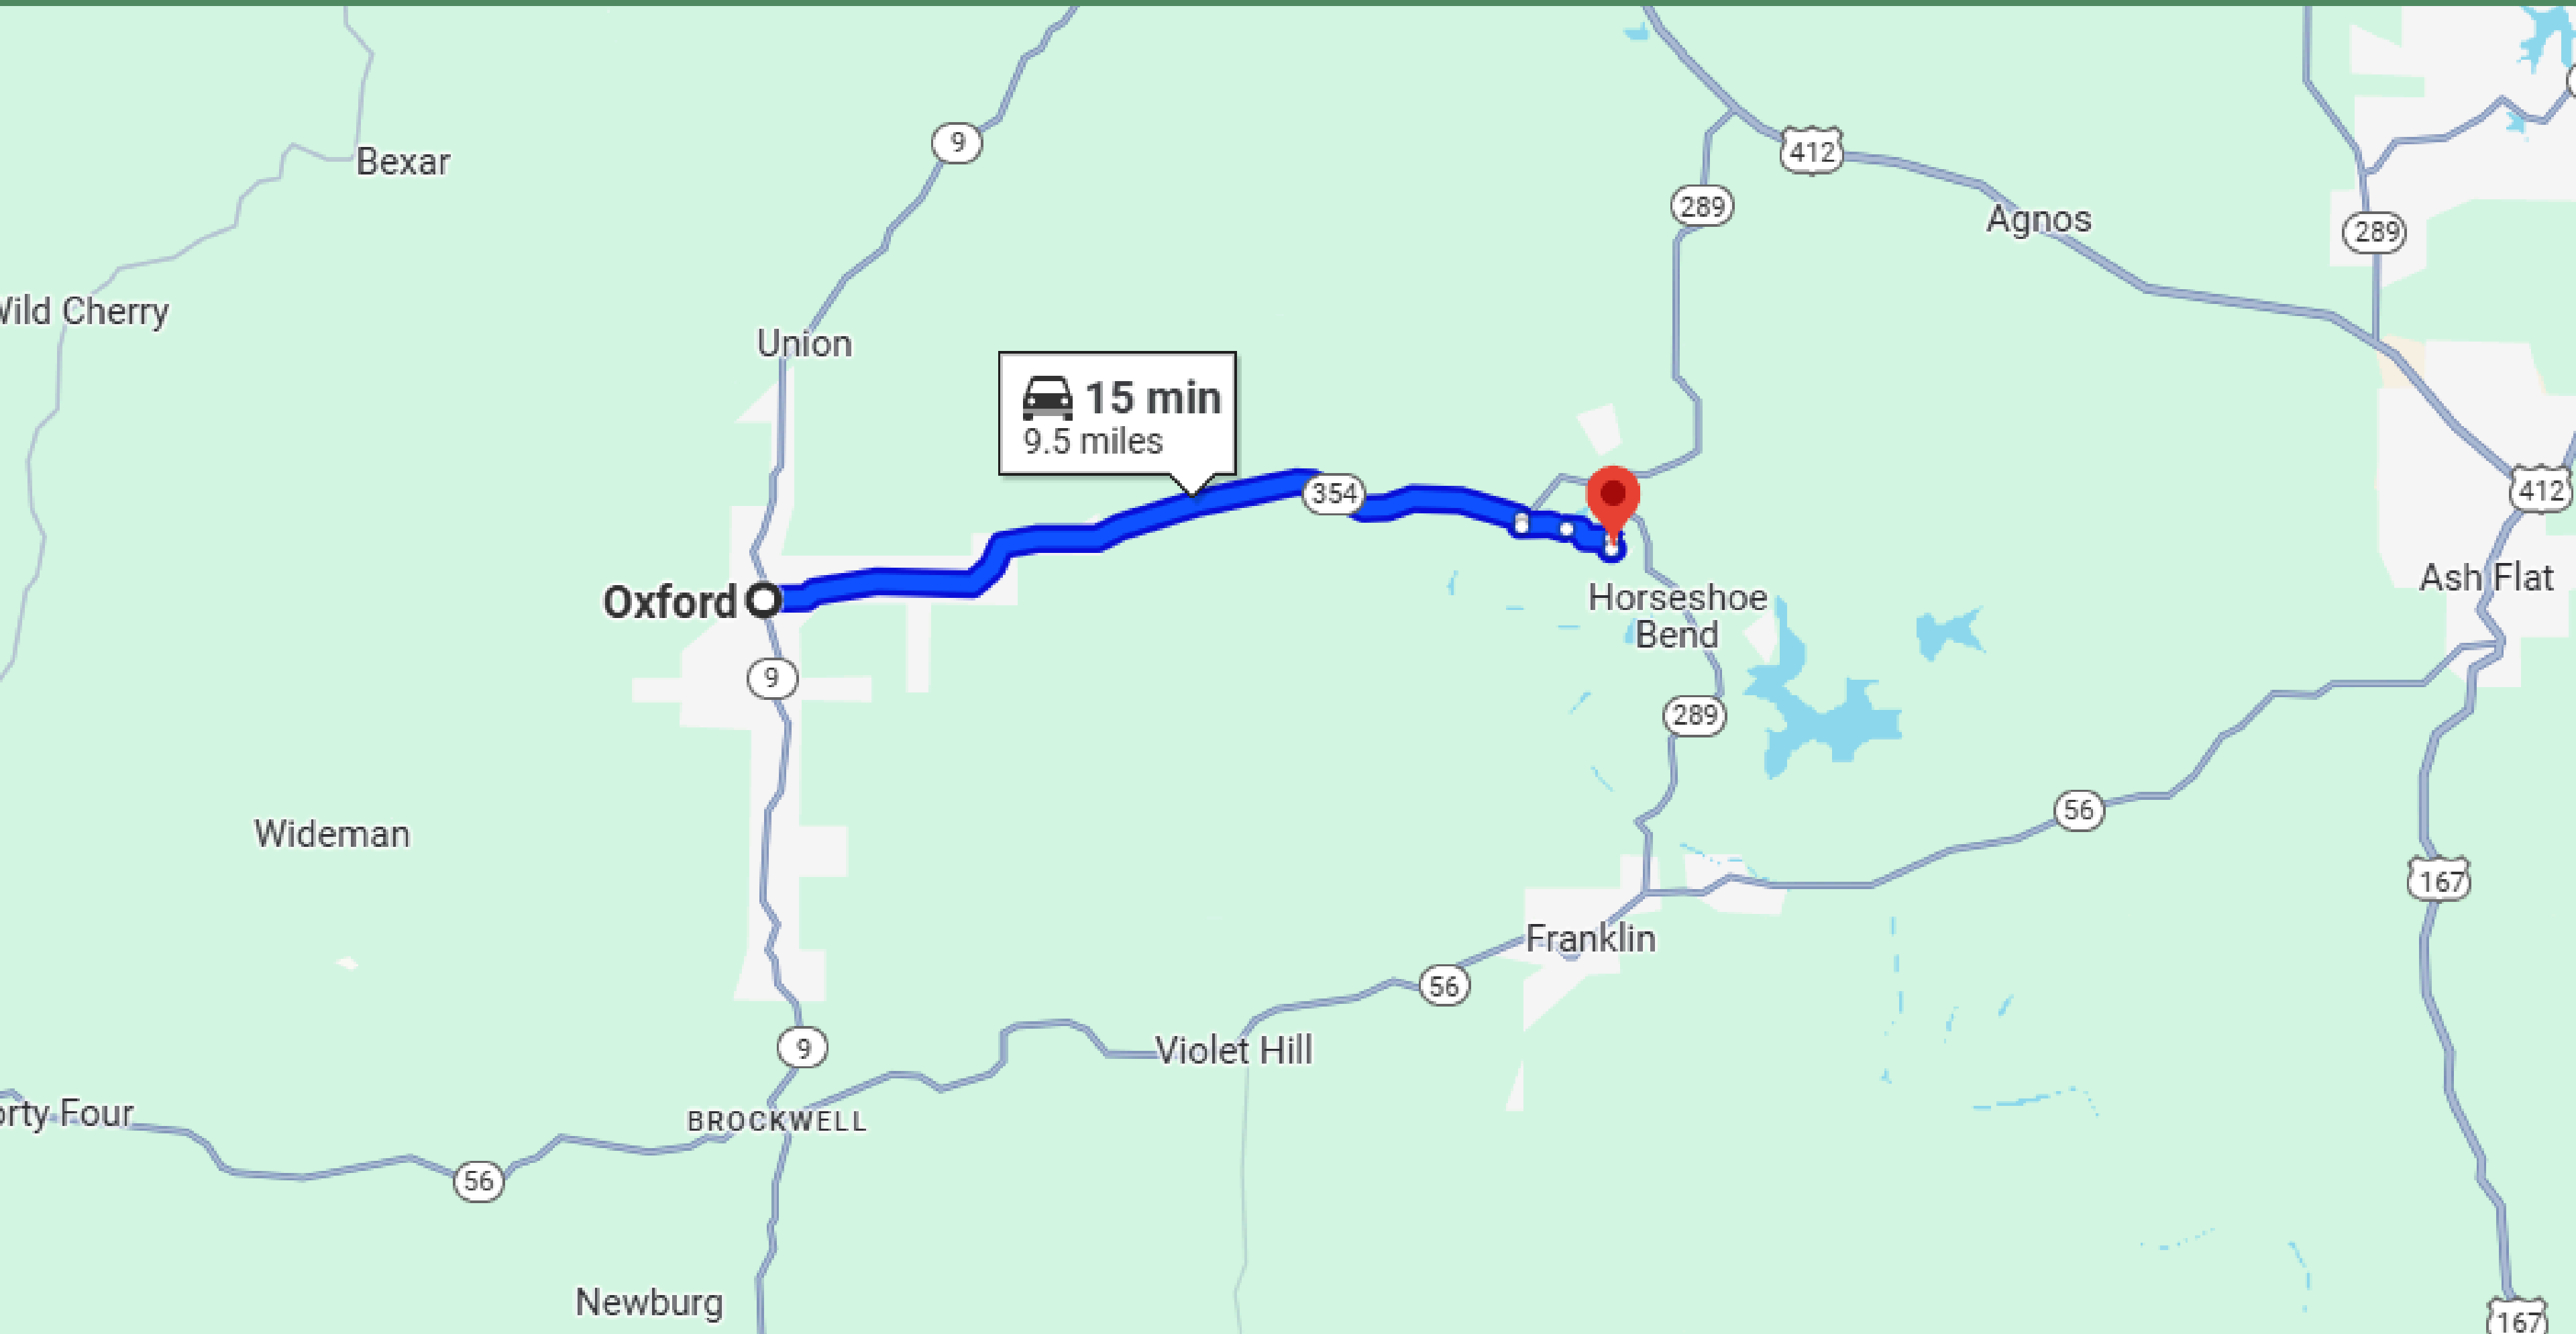 9
Bexar
412
289
Agnos
289
Wild Cherry
Union
15 min
9.5 miles
354
412
Oxford
Horseshoe
Bend
Ash Flat
9
289
56
Wideman
167
Franklin
56
9
Violet Hill
orty Four
BROCKWELL
56
Newburg
167